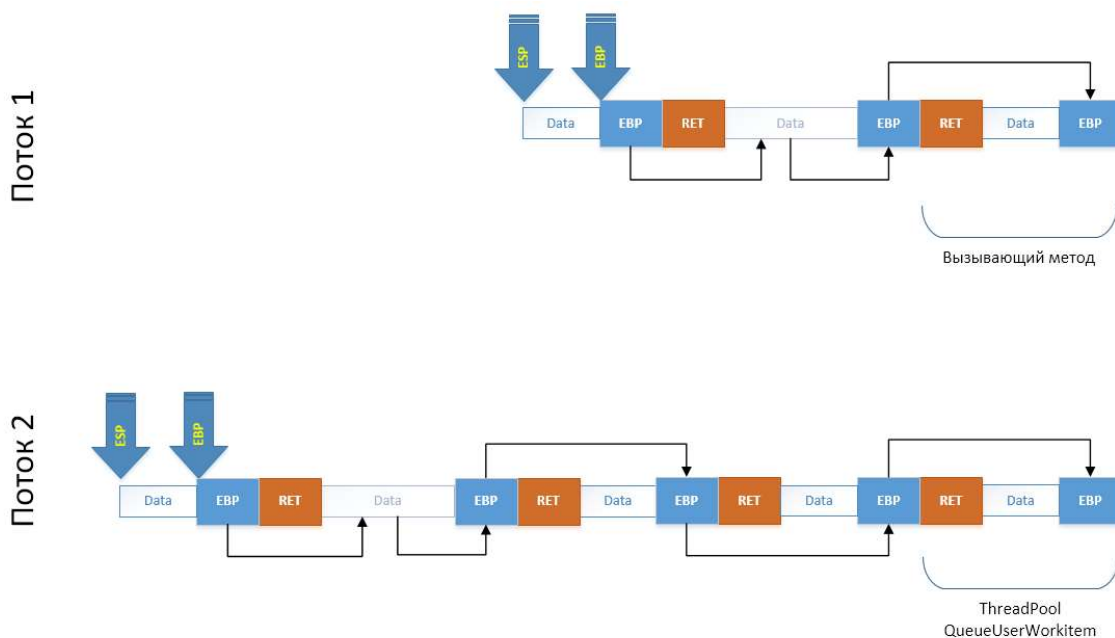 Поток 1
ESP EBP
Data EBP RET Data EBP RET Data EBP
Вызывающий метод
Поток 2
ESP EBP
Data EBP RET Data EBP RET Data EBP RET Data EBP RET Data EBP
ThreadPool
QueueUserWorkitem